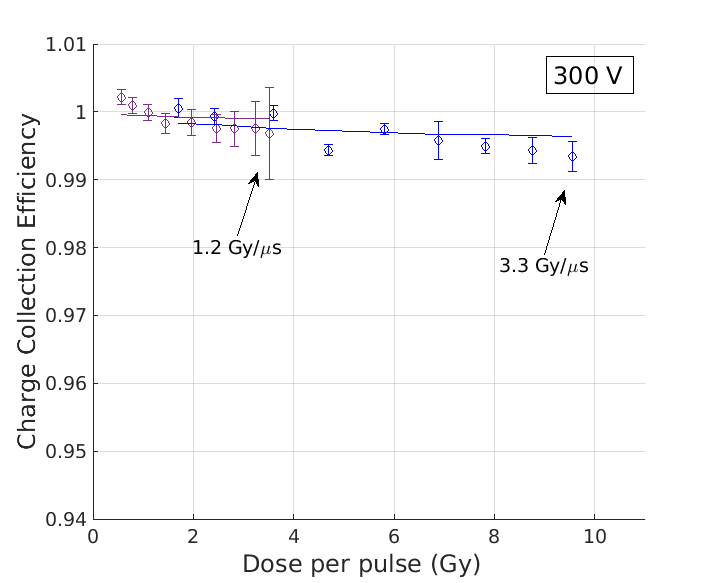 300 V
1.01
1
0.99
0.98
0.97
0.96
0.95
0.94
Charge Collection Efficiency
1.2 Gy/μs
3.3 Gy/μs
0
2
4
6
8
10
Dose per pulse (Gy)